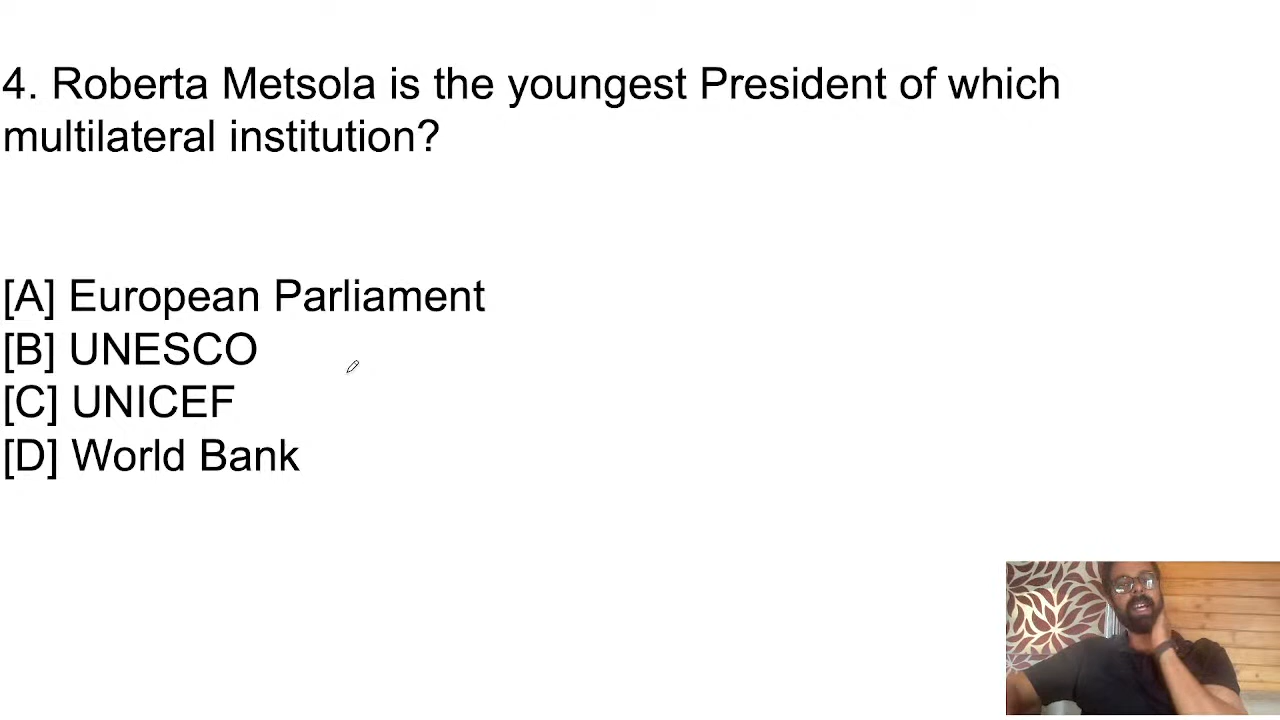 4. Roberta Metsola is the youngest President of which
multilateral institution?
[A] European Parliament
[B] UNESCO
[C] UNICEF
[D] World Bank